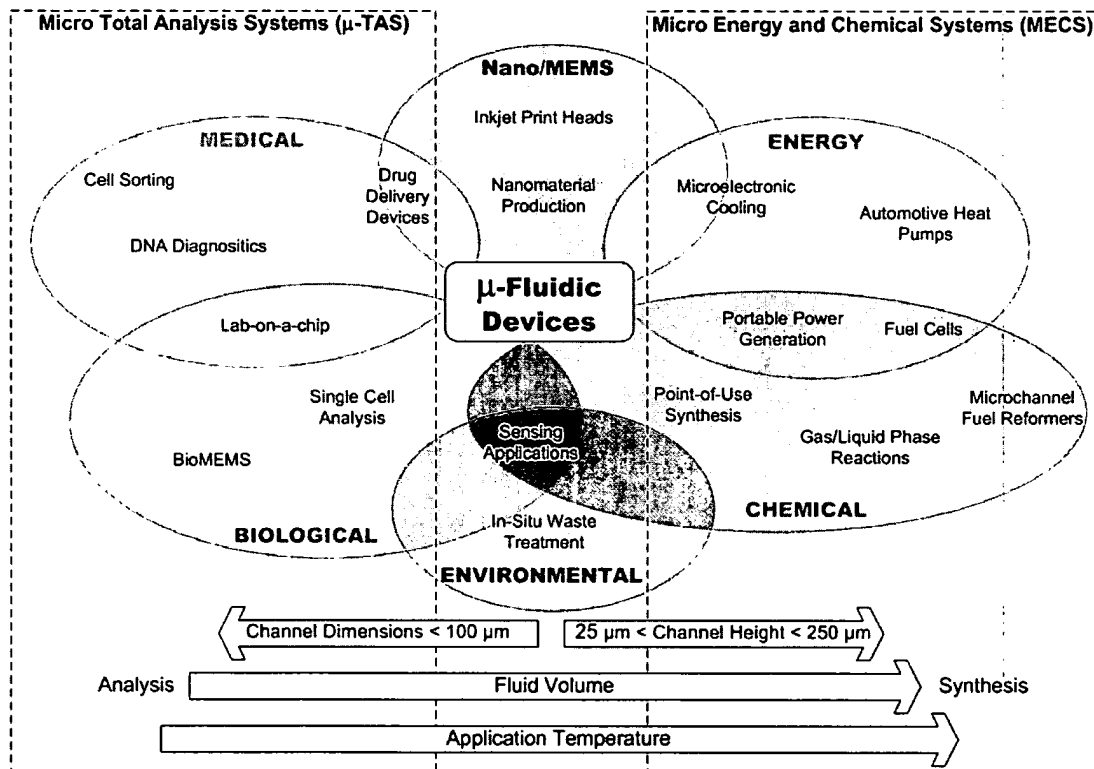 Micro Total Analysis Systems (μ-TAS)
Micro Energy and Chemical Systems (MECS)
Nano/MEMS
Inkjet Print Heads
Nanomaterial
Production
MEDICAL
Cell Sorting
Drug
Delivery
Devices
DNA Diagnositics
ENERGY
Microelectronic
Cooling
Automotive Heat
Pumps
μ-Fluidic
Devices
Lab-on-a-chip
Portable Power
Generation
Fuel Cells
Single Cell
Analysis
BioMEMS
BIOLOGICAL
Sensing
Applications
Point-of-Use
Synthesis
Microchannel
Fuel Reformers
Gas/Liquid Phase
Reactions
CHEMICAL
In-Situ Waste
Treatment
ENVIRONMENTAL
Channel Dimensions < 100 μm
25 μm < Channel Height < 250 μm
Analysis
Fluid Volume
Synthesis
Application Temperature